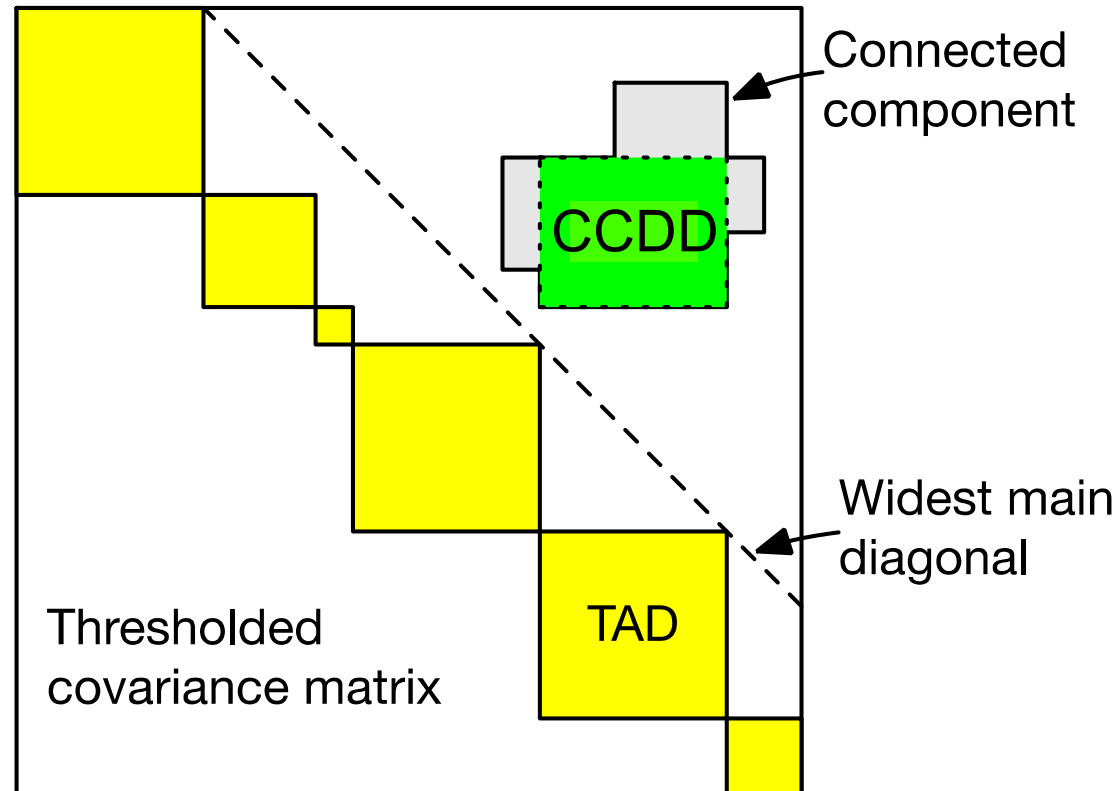 Connected
component
CCDD
Widest main
diagonal
TAD
Thresholded
covariance matrix